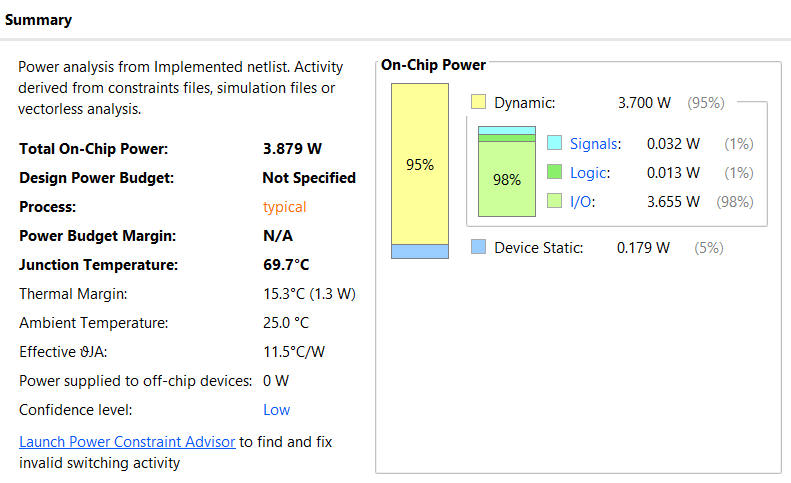 Summary
Power analysis from Implemented netlist. Activity
derived from constraints files, simulation files or
vectorless analysis.
Total On-Chip Power: 3.879 W
Design Power Budget: Not Specified
Process: typical
Power Budget Margin: N/A
Junction Temperature: 69.7°C
Thermal Margin: 15.3°C (1.3 W)
Ambient Temperature: 25.0 °C
Effective ϑJA: 11.5°C/W
Power supplied to off-chip devices: 0 W
Confidence level: Low
Launch Power Constraint Advisor to find and fix
invalid switching activity
On-Chip Power
Dynamic: 3.700 W (95%)
Signals: 0.032 W (1%)
95%
Logic: 0.013 W (1%)
98%
I/O: 3.655 W (98%)
Device Static: 0.179 W (5%)